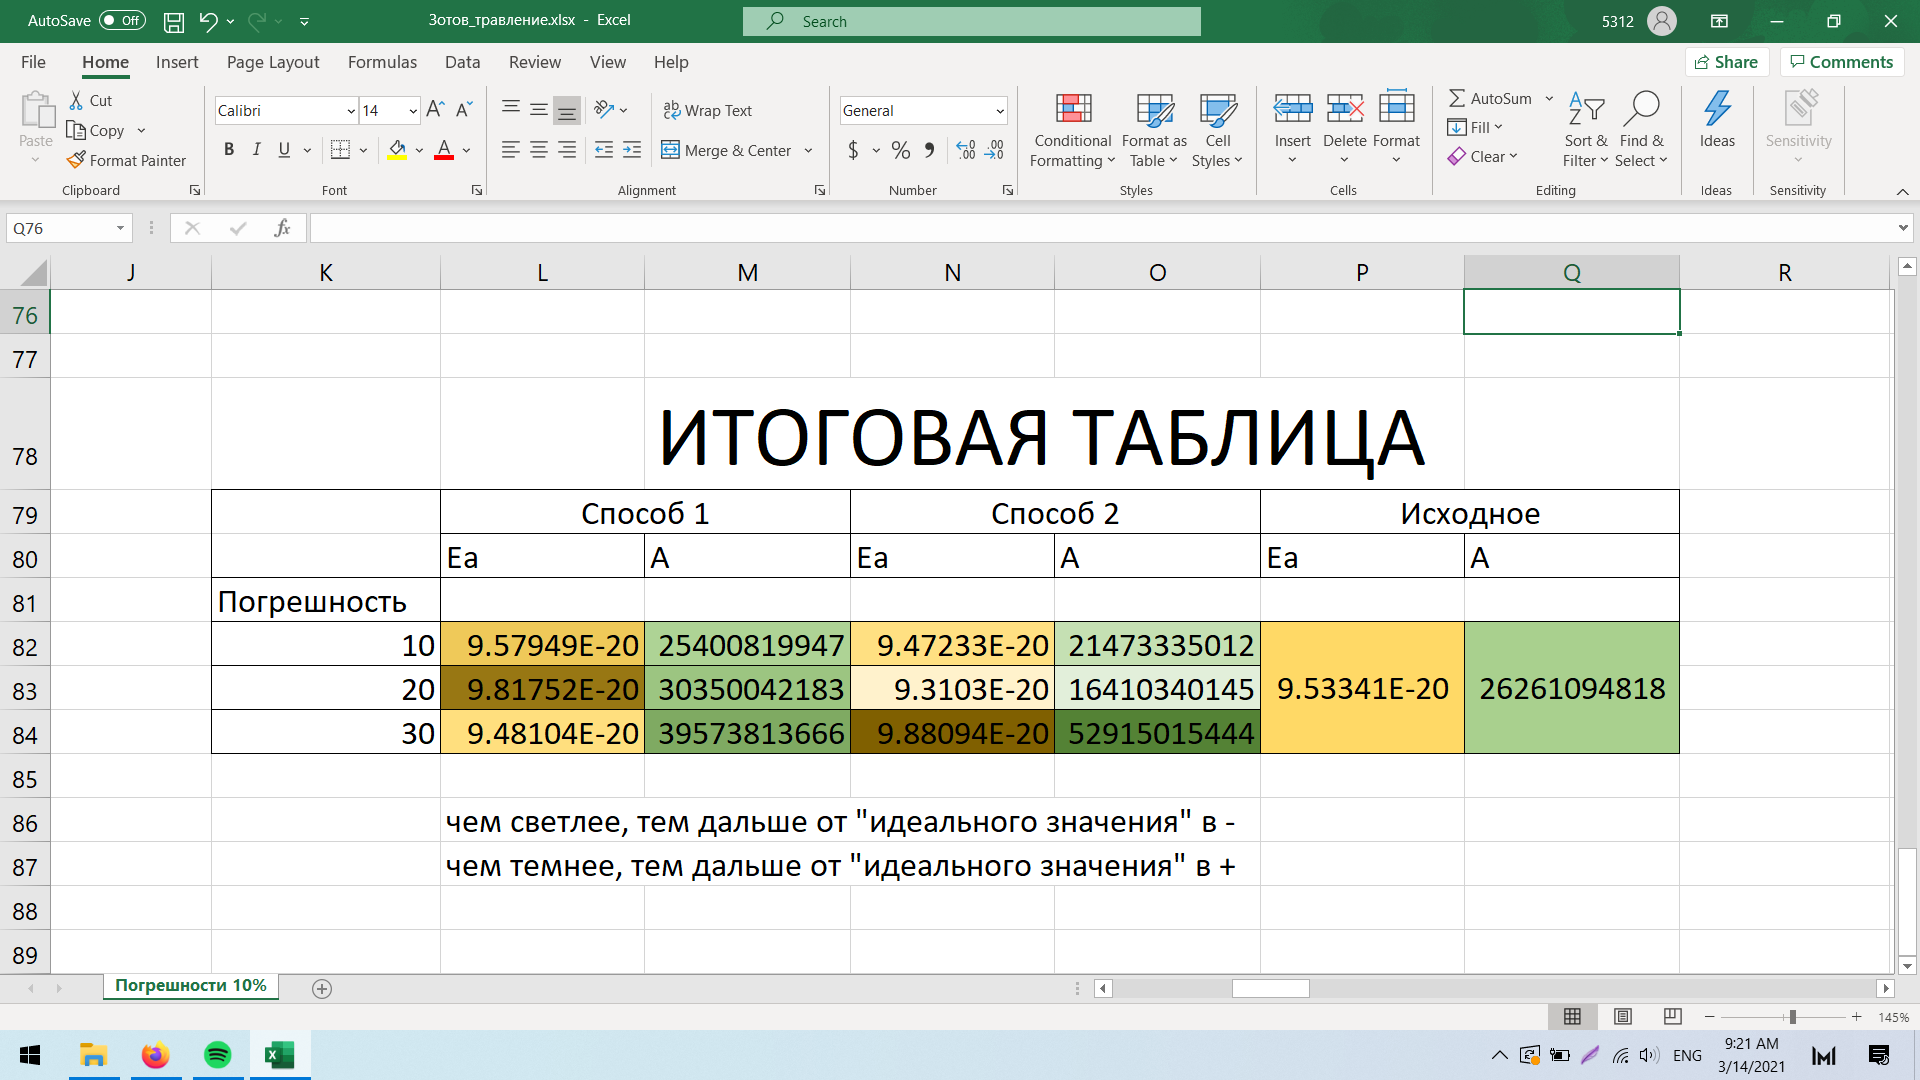 AutoSave Off Зотов_травление.xlsx - Excel Search 5312
File Home Insert Page Layout Formulas Data Review View Help Share Comments
Paste Cut Copy Format Painter Clipboard
Calibri 14 A A B I U A Font
ab Wrap Text Merge & Center Alignment
General $ % 9 .00 .00 Number
Conditional Formatting Format as Table Cell Styles Styles
Insert Delete Format Cells
AutoSum Fill Clear Sort & Filter Find & Select Editing
Ideas Ideas
Sensitivity Sensitivity
Q76 fx
J K L M N O P Q R
76
77
78 ИТОГОВАЯ ТАБЛИЦА
79 Способ 1 Способ 2 Исходное
80 Ea A Ea A Ea A
81 Погрешность
82 10 9.57949E-20 25400819947 9.47233E-20 21473335012
83 20 9.81752E-20 30350042183 9.3103E-20 16410340145 9.53341E-20 26261094818
84 30 9.48104E-20 39573813666 9.88094E-20 52915015444
85
86 чем светлее, тем дальше от "идеального значения" в -
87 чем темнее, тем дальше от "идеального значения" в +
88
89
Погрешности 10%
145%
ENG 9:21 AM
3/14/2021